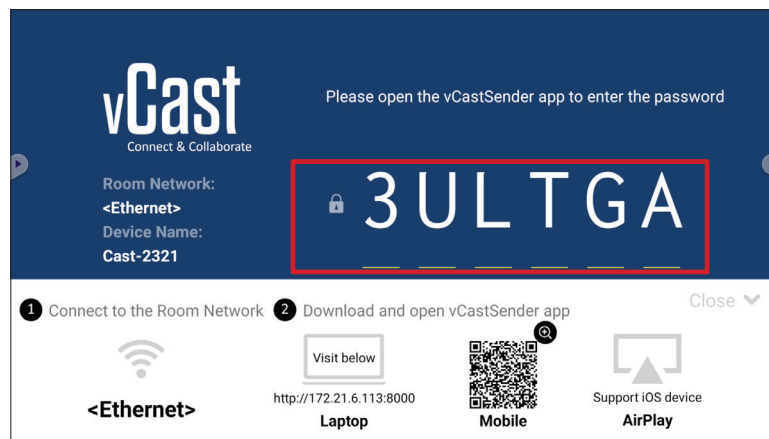 vCast
Connect & Collaborate
Please open the vCastSender app to enter the password
Room Network:
<Ethernet>
Device Name:
Cast-2321
3ULTGA
1 Connect to the Room Network
2 Download and open vCastSender app
Close
<Ethernet>
Visit below
http://172.21.6.113:8000
Laptop
Mobile
Support iOS device
AirPlay